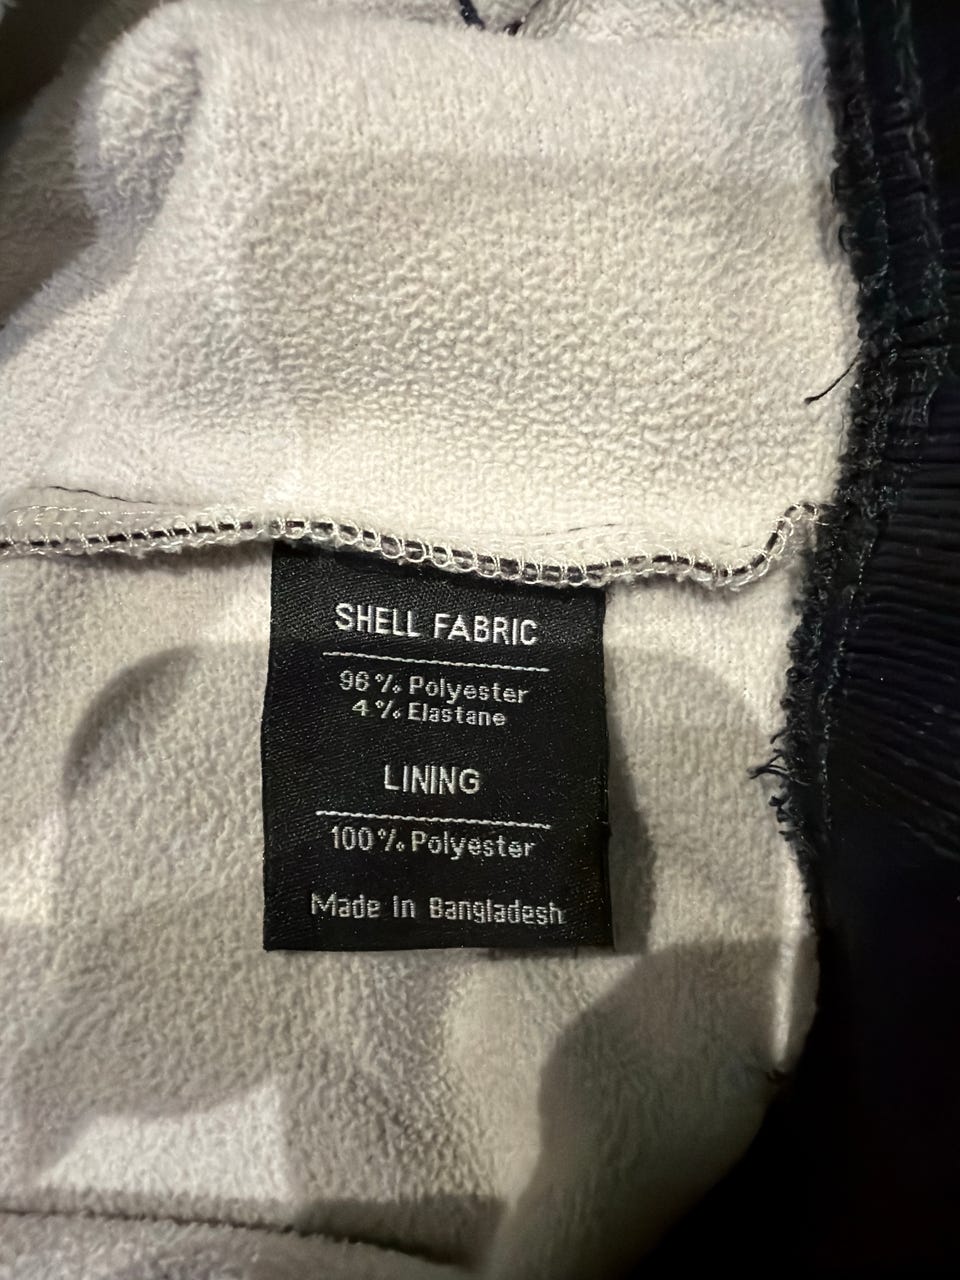 SHELL FABRIC
96% Polyester
4% Elastane
LINING
100% Polyester
Made in Bangladesh